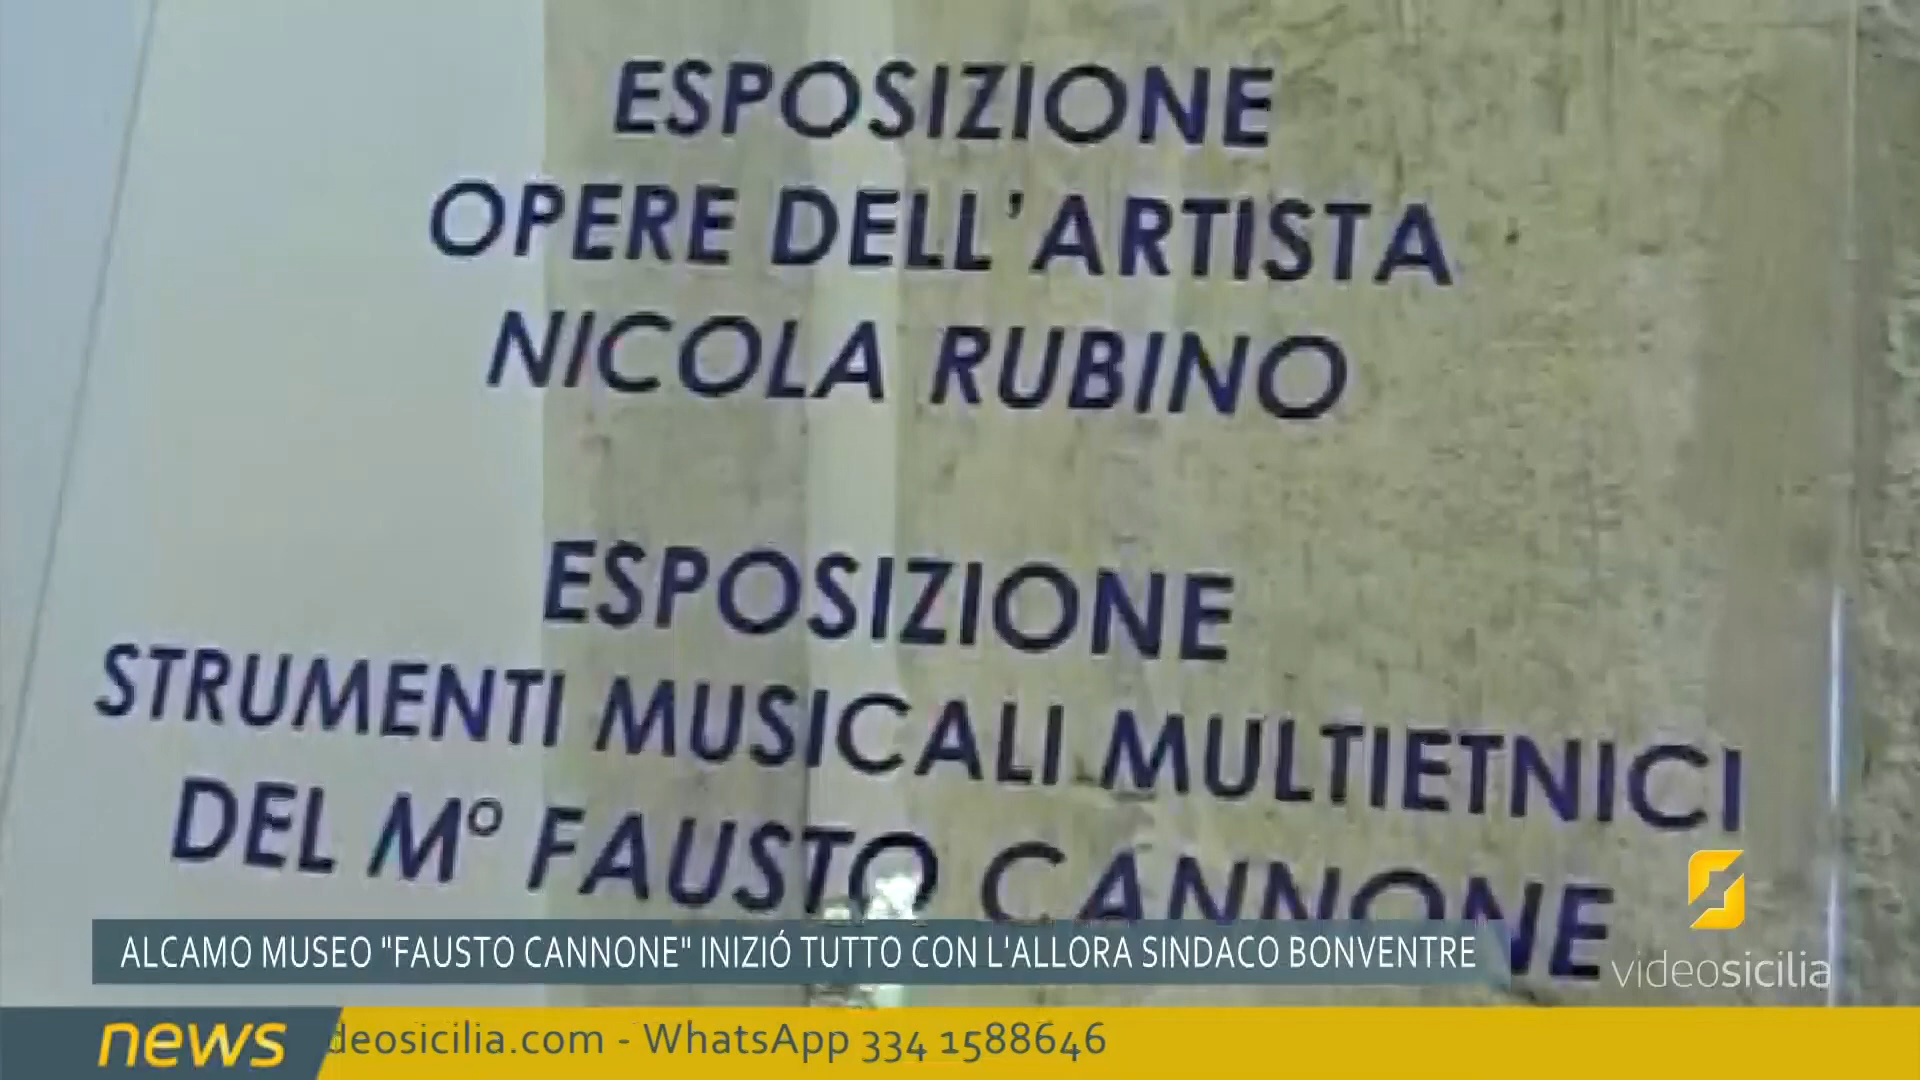 ESPOSIZIONE
OPERE DELL'ARTISTA
NICOLA RUBINO
ESPOSIZIONE
STRUMENTI MUSICALI MULTIETNICI
DEL M° FAUSTO CANNONE
ALCAMO MUSEO "FAUSTO CANNONE" INIZIÓ TUTTO CON L'ALLORA SINDACO BONVENTRE
videosicilia
news
deosicilia.com - WhatsApp 334 1588646